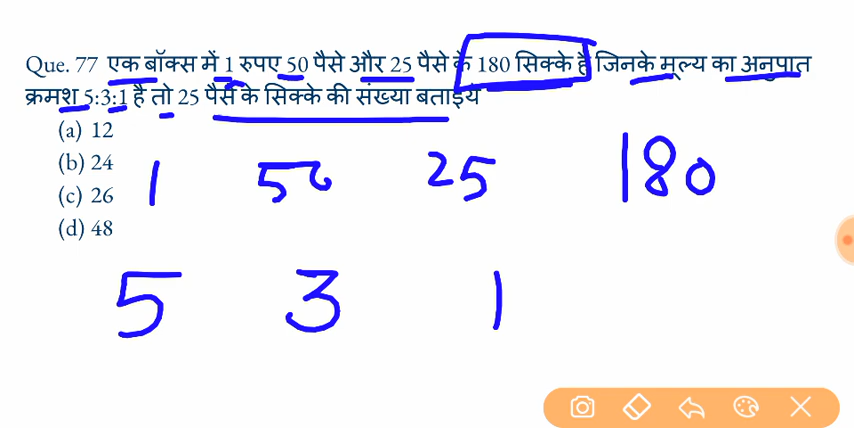 Que. 77 एक बॉक्स में 1 रुपए 50 पैसे और 25 पैसे के 180 सिक्के है जिनके मूल्य का अनुपात
क्रमश 5:3:1 है तो 25 पैसे के सिक्के की संख्या बताइये
(a) 12
(b) 24
(c) 26
(d) 48
1 50 25 180
5 3 1